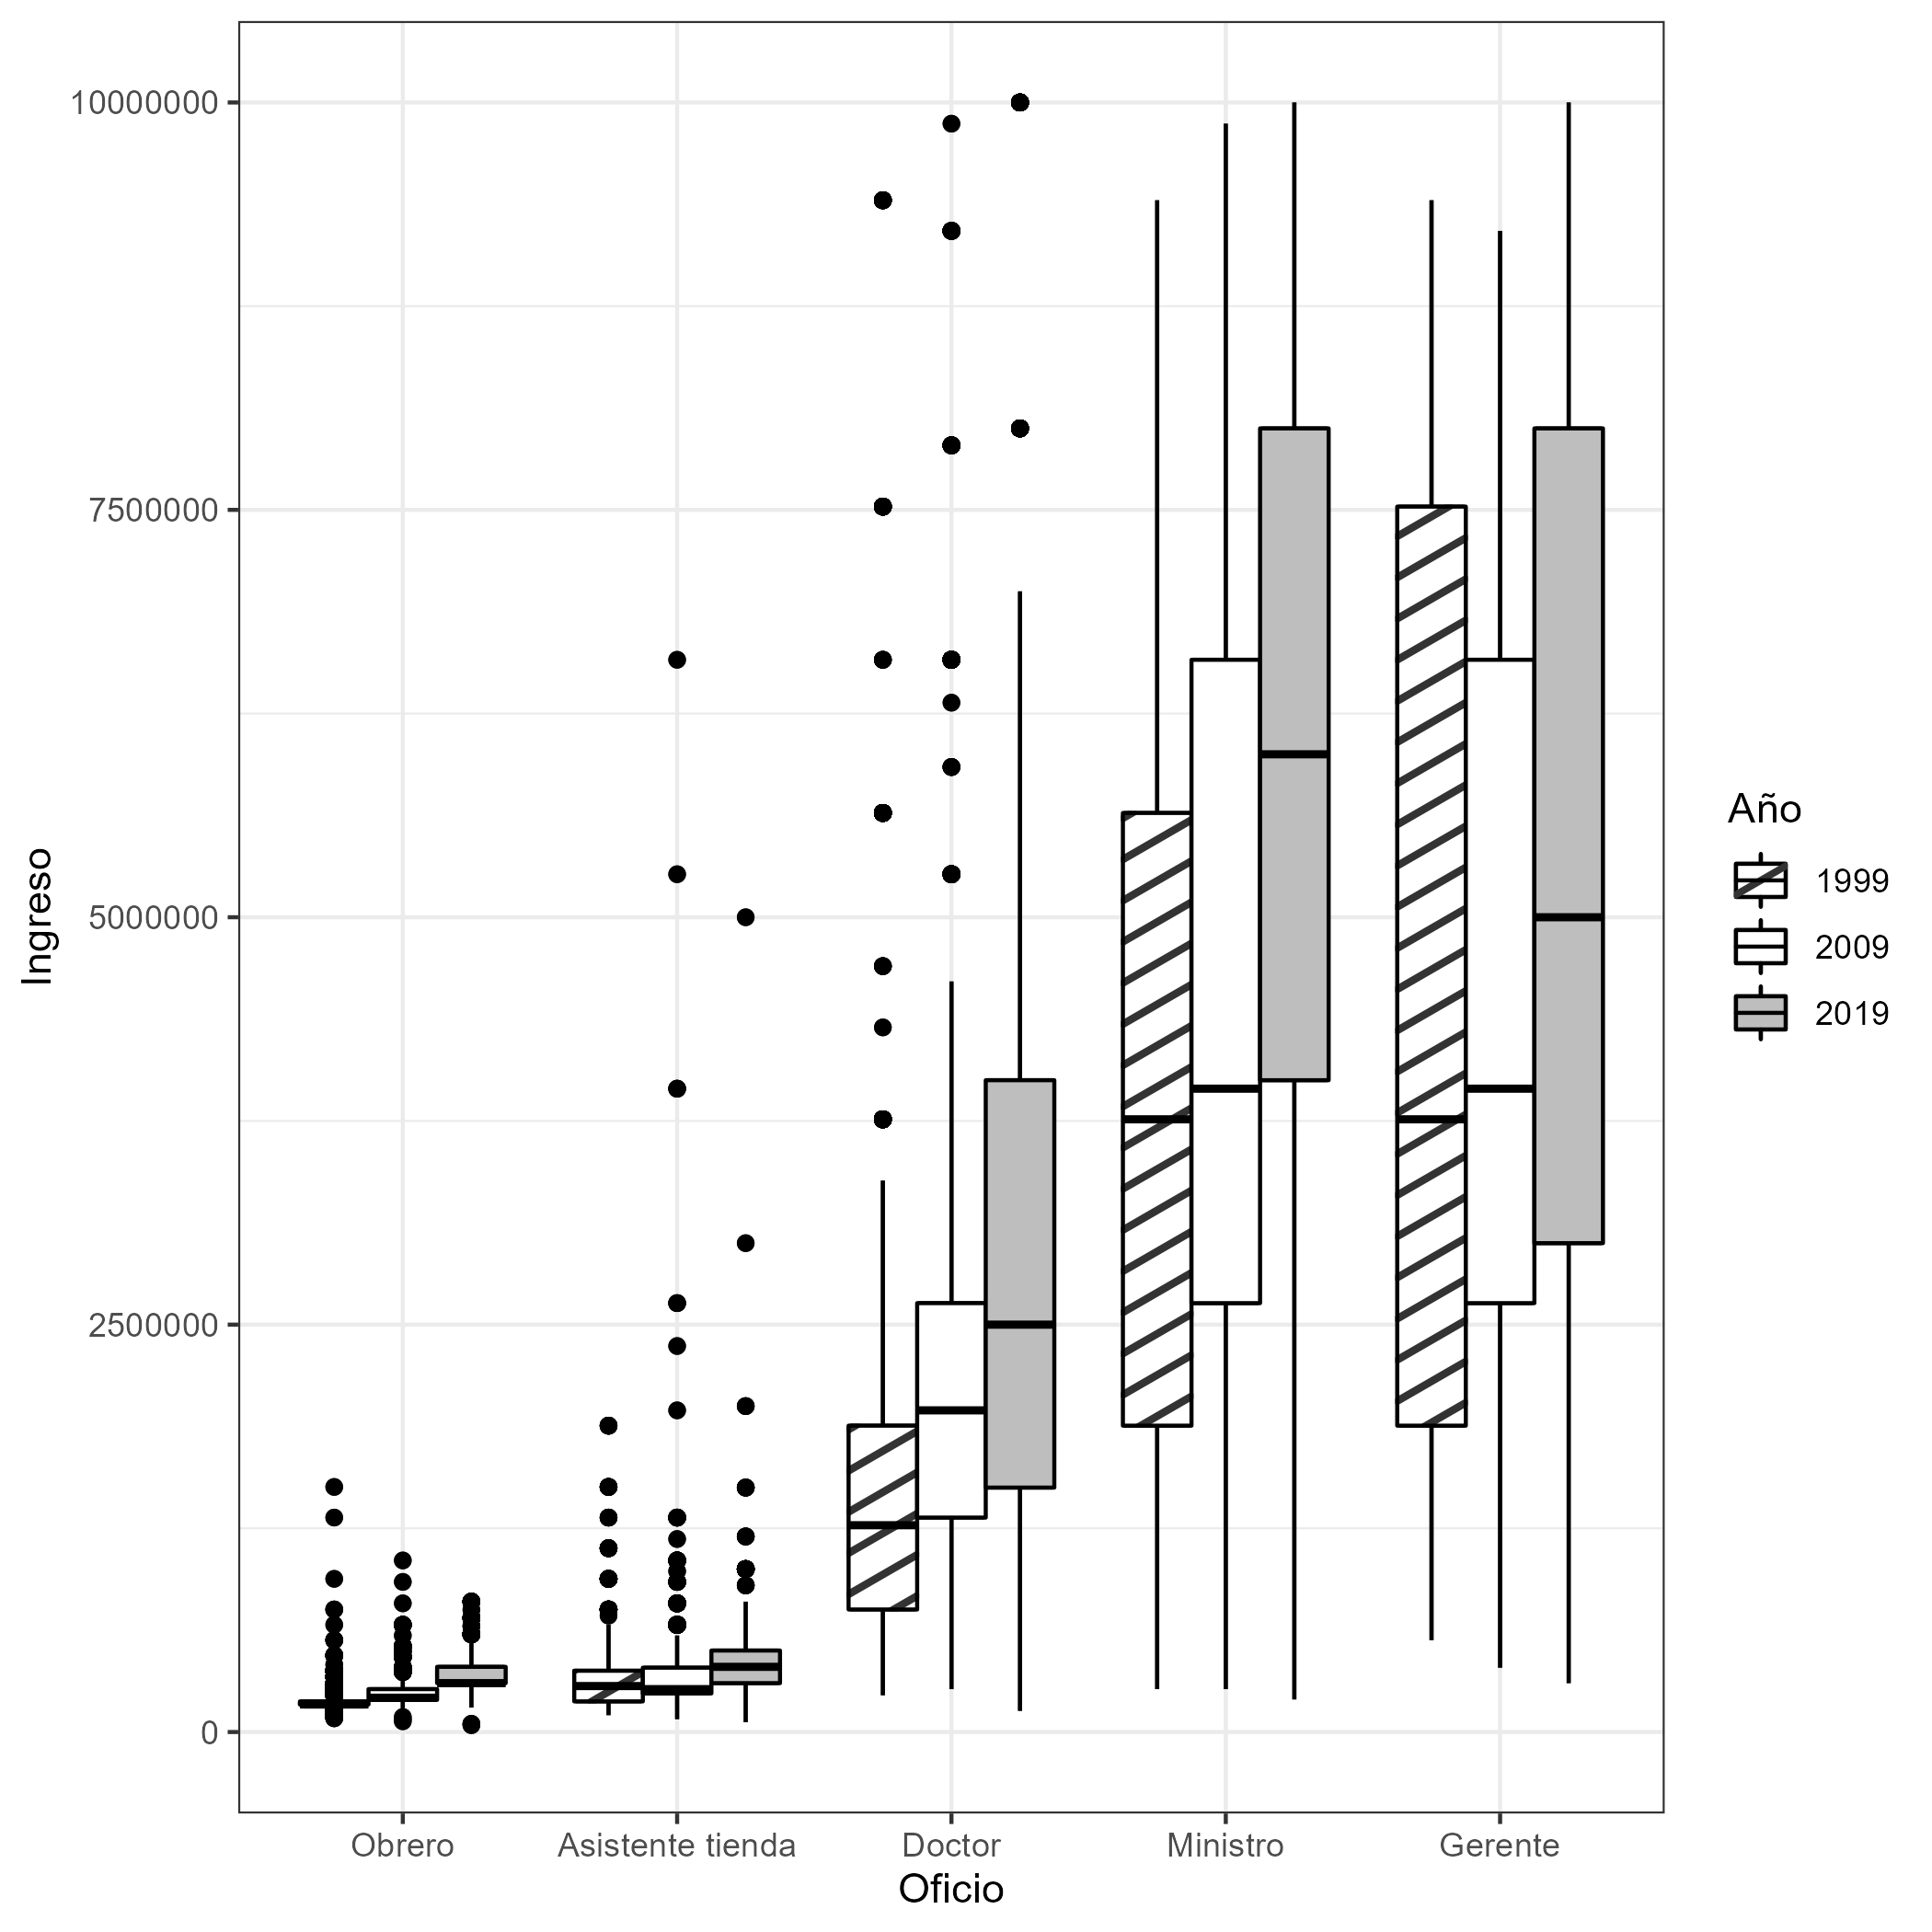 Ingreso
10000000
7500000
5000000
2500000
0
Obrero
Asistente tienda
Doctor
Ministro
Gerente
Oficio
Año
1999
2009
2019